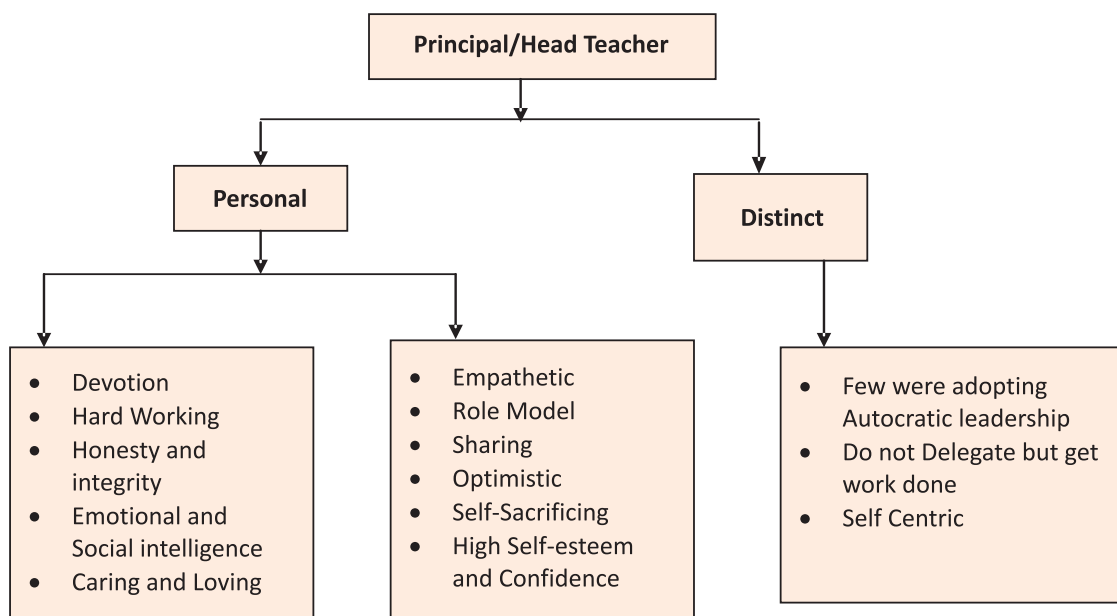 Principal/Head Teacher
Personal
Distinct
• Devotion
• Hard Working
• Honesty and
integrity
• Emotional and
Social intelligence
• Caring and Loving
• Empathetic
• Role Model
• Sharing
• Optimistic
• Self-Sacrificing
• High Self-esteem
and Confidence
• Few were adopting
Autocratic leadership
• Do not Delegate but get
work done
• Self Centric